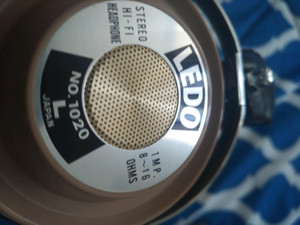 LEDO
STEREO
HI-FI
HEADPHONE
NO.1020
L
JAPAN
IMP.
8~16
OHMS